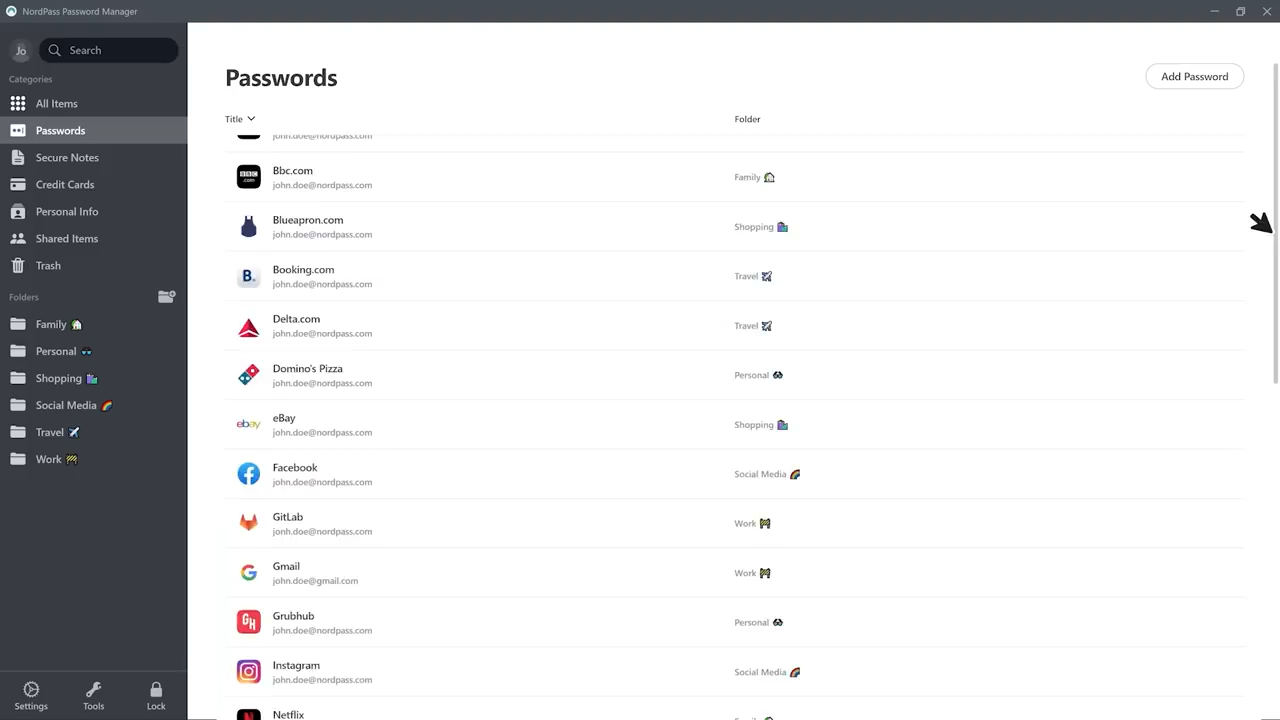 NordPass Password Manager
Jo
Search
Categories
All Items
Passwords
Secure Notes
Credit Cards
Personal Info
Shared Items
Trash
Folders
Family
Personal
Shopping
Social Media
Travel
Work
Settings
Tools
Lock
Passwords
Add Password
Title
Folder
john.doe@nordpass.com
BBC
.com
Bbc.com
john.doe@nordpass.com
Family
Blueapron.com
john.doe@nordpass.com
Shopping
B.
Booking.com
john.doe@nordpass.com
Travel
Delta.com
john.doe@nordpass.com
Travel
Domino's Pizza
john.doe@nordpass.com
Personal
ebay
eBay
john.doe@nordpass.com
Shopping
Facebook
john.doe@nordpass.com
Social Media
GitLab
jonh.doe@nordpass.com
Work
G
Gmail
john.doe@gmail.com
Work
GH
Grubhub
john.doe@nordpass.com
Personal
Instagram
john.doe@nordpass.com
Social Media
Netflix